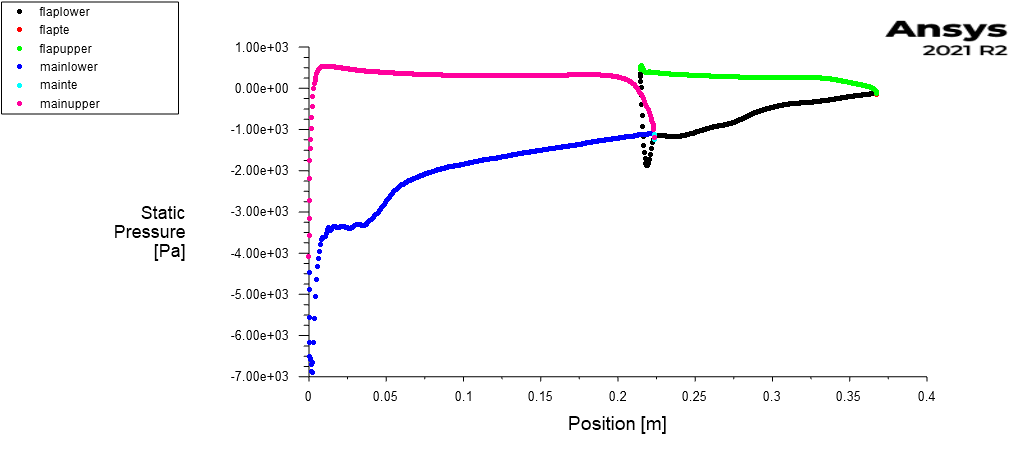 flaplower
flapte
flapupper
mainlower
mainte
mainupper
Ansys
2021 R2
1.00e+03
0.00e+00
-1.00e+03
-2.00e+03
-3.00e+03
-4.00e+03
-5.00e+03
-6.00e+03
-7.00e+03
Static
Pressure
[Pa]
0 0.05 0.1 0.15 0.2 0.25 0.3 0.35 0.4
Position [m]